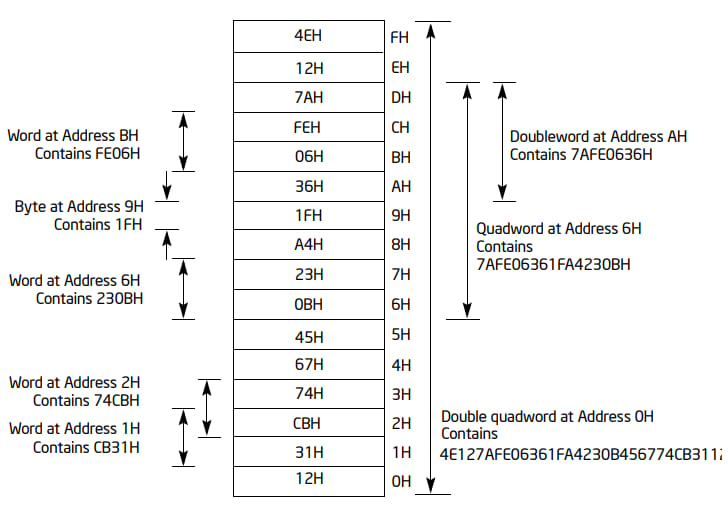 4EH FH
12H EH
7AH DH
FEH CH
06H BH
36H AH
1FH 9H
A4H 8H
23H 7H
0BH 6H
45H 5H
67H 4H
74H 3H
CBH 2H
31H 1H
12H 0H
Word at Address BH
Contains FE06H
Byte at Address 9H
Contains 1FH
Word at Address 6H
Contains 230BH
Word at Address 2H
Contains 74CBH
Word at Address 1H
Contains CB31H
Doubleword at Address AH
Contains 7AFE0636H
Quadword at Address 6H
Contains
7AFE06361FA4230BH
Double quadword at Address 0H
Contains
4E127AFE06361FA4230B456774CB3112